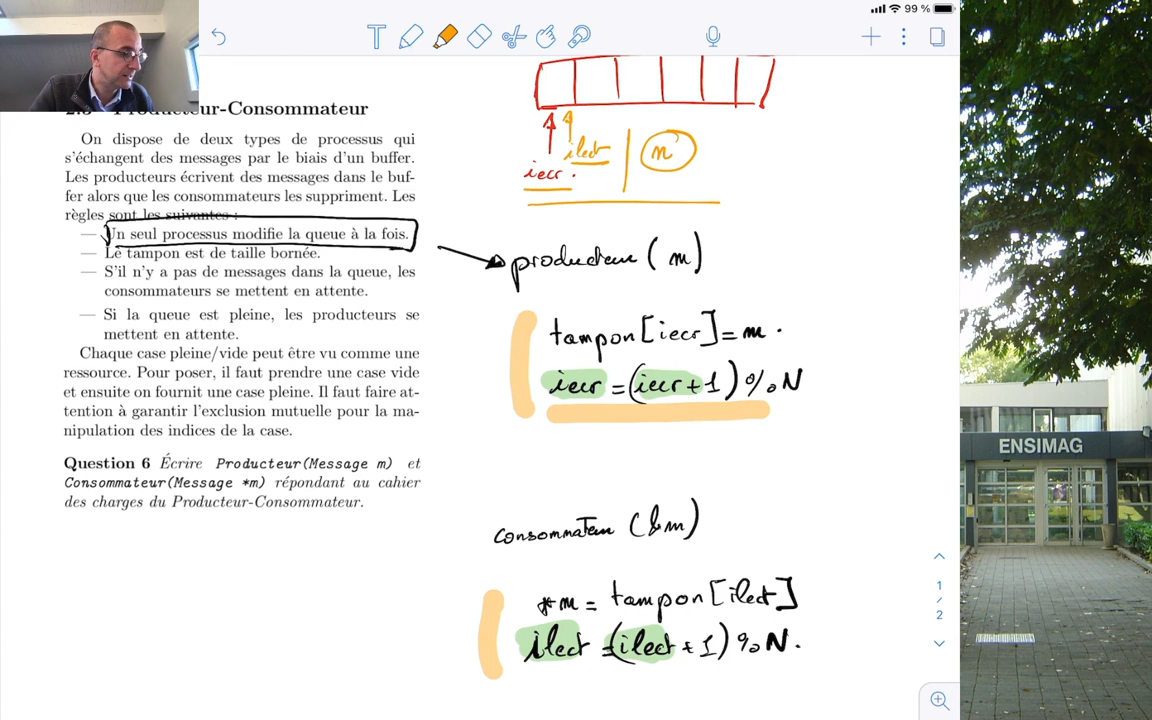 99 %
ur-Consommateur
On dispose de deux types de processus qui
s'échangent des messages par le biais d'un buffer.
Les producteurs écrivent des messages dans le buf-
fer alors que les consommateurs les suppriment. Les
règles sont les suivantes :
— Un seul processus modifie la queue à la fois.
— Le tampon est de taille bornée.
— S'il n'y a pas de messages dans la queue, les
consommateurs se mettent en attente.
— Si la queue est pleine, les producteurs se
mettent en attente.
Chaque case pleine/vide peut être vu comme une
ressource. Pour poser, il faut prendre une case vide
et ensuite on fournit une case pleine. Il faut faire at-
tention à garantir l'exclusion mutuelle pour la ma-
nipulation des indices de la case.
Question 6 Écrire Producteur(Message m) et
Consommateur(Message *m) répondant au cahier
des charges du Producteur-Consommateur.
ilect
iecr.
producteur (m)
tampon[iecr]=m.
iecr=(iecr+1)%N
consommateur (&m)
*m = tampon[ilect]
ilect =(ilect+1)%N.
1
/
2
ENSIMAG